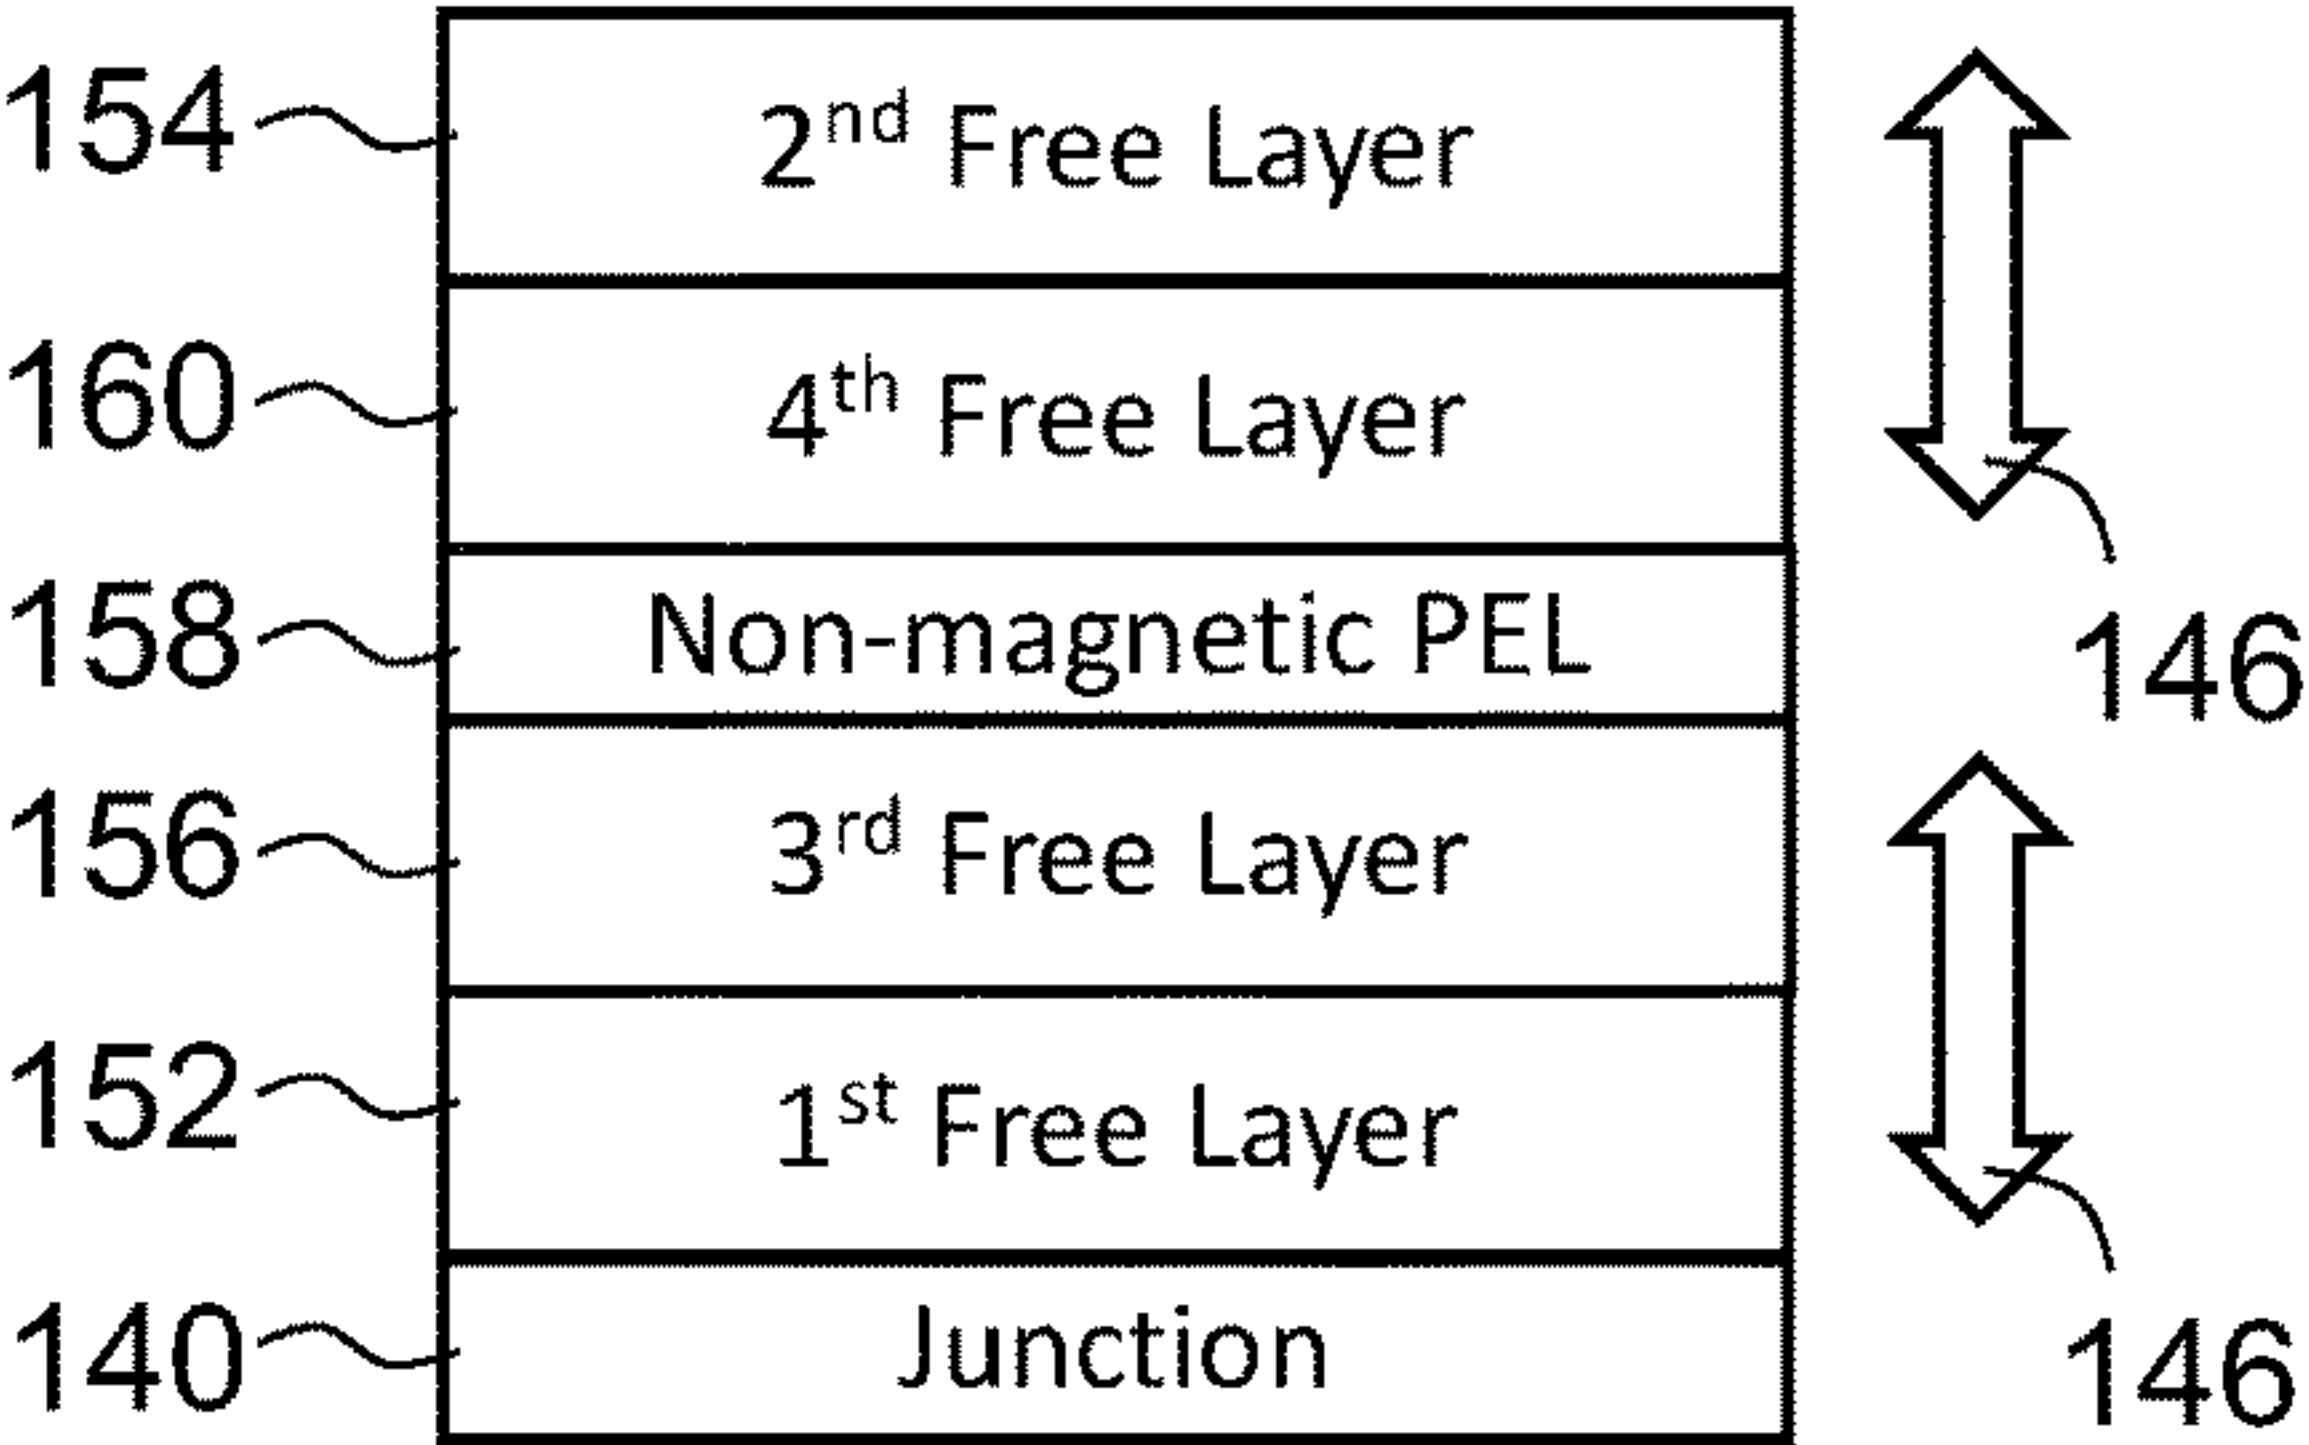 154 2nd Free Layer
160 4th Free Layer
158 Non-magnetic PEL 146
156 3rd Free Layer
152 1st Free Layer
140 Junction 146